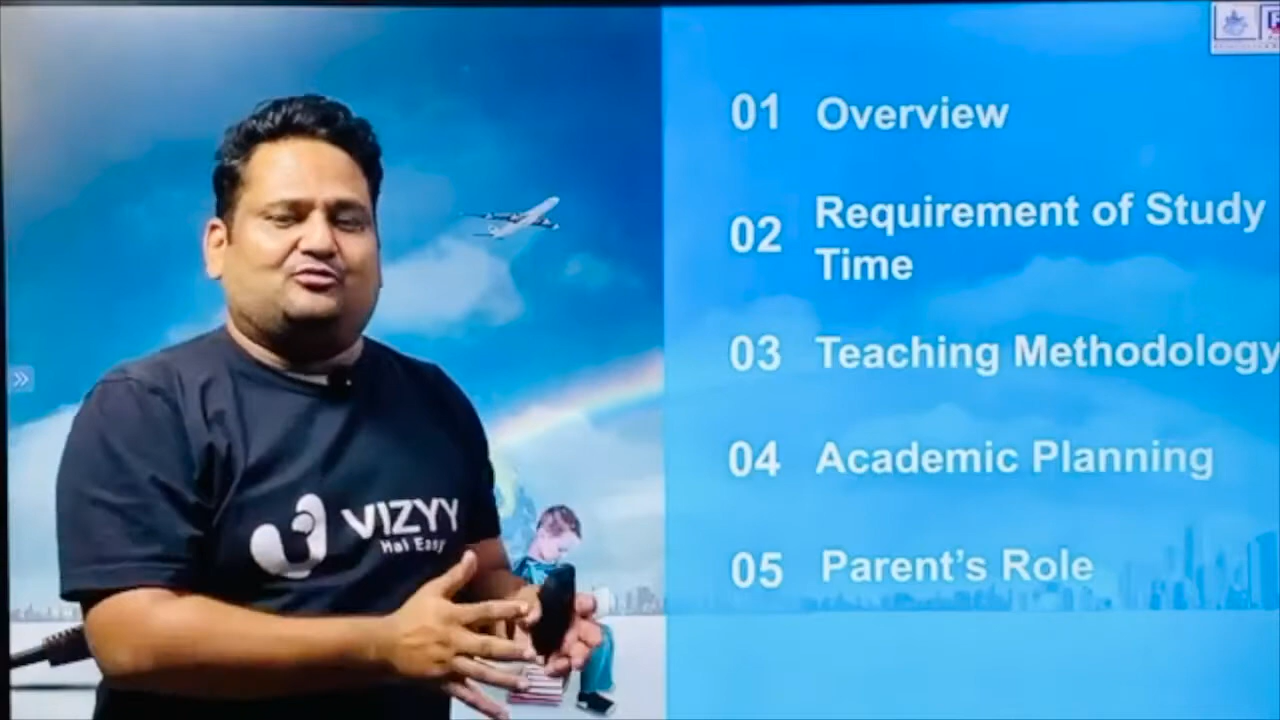 01 Overview
02 Requirement of Study
Time
03 Teaching Methodology
04 Academic Planning
05 Parent's Role
VIZYY
Hai Easy